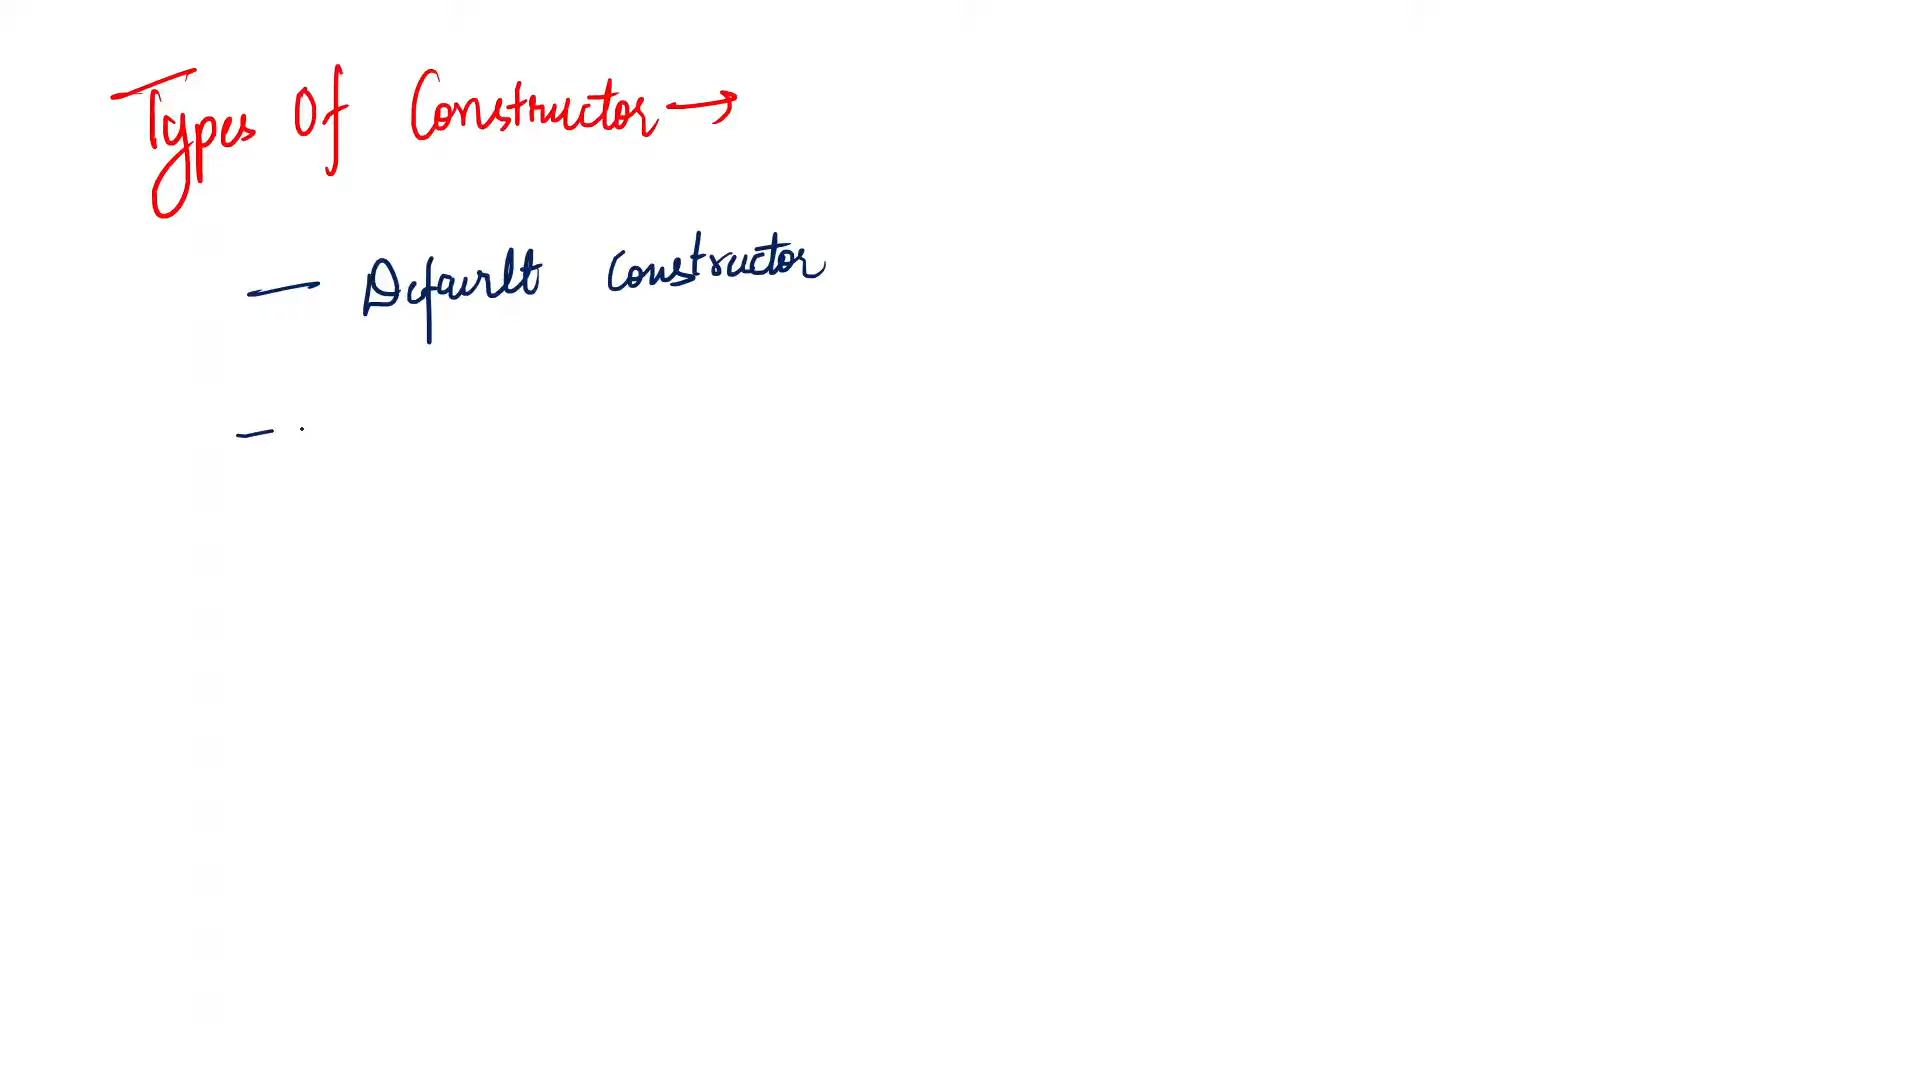 Types Of Constructor →
— Default Constructor
—